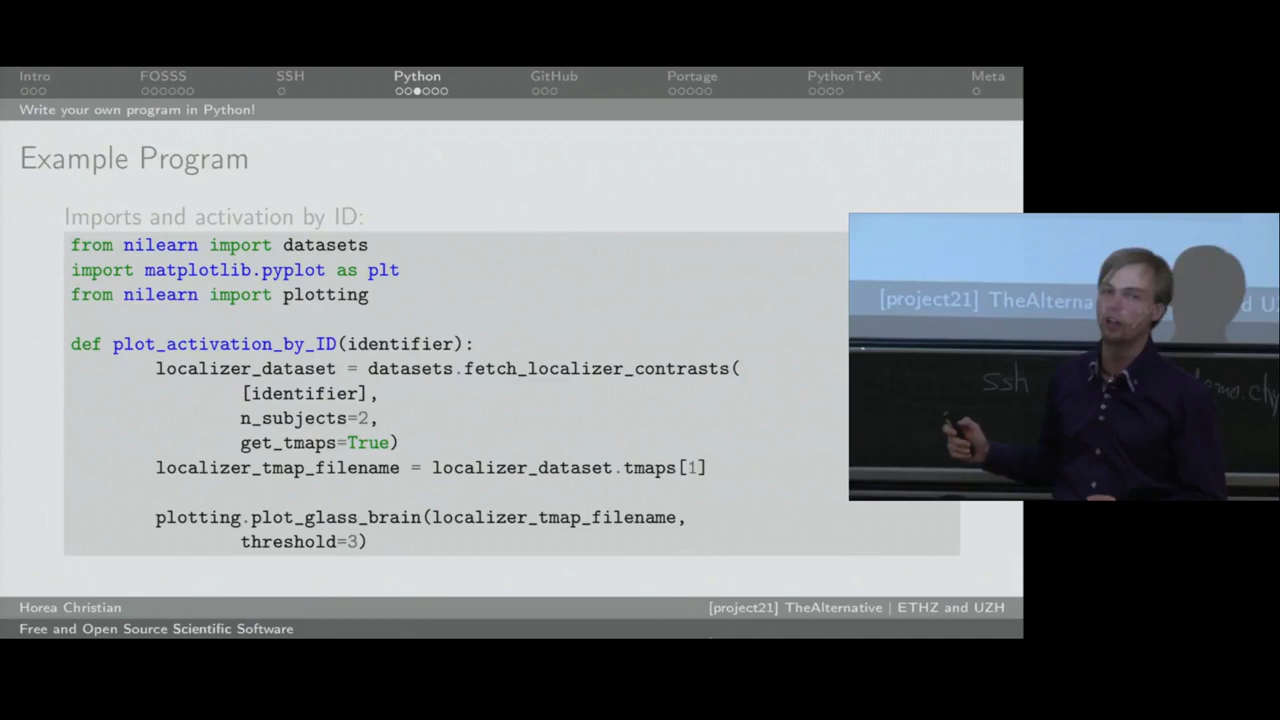 Intro FOSSS SSH Python GitHub Portage PythonTeX Meta
Write your own program in Python!
Example Program
Imports and activation by ID:
from nilearn import datasets
import matplotlib.pyplot as plt
from nilearn import plotting
def plot_activation_by_ID(identifier):
localizer_dataset = datasets.fetch_localizer_contrasts(
[identifier],
n_subjects=2,
get_tmaps=True)
localizer_tmap_filename = localizer_dataset.tmaps[1]
plotting.plot_glass_brain(localizer_tmap_filename,
threshold=3)
[project21] TheAlterna d U
ssh
Horea Christian [project21] TheAlternative | ETHZ and UZH
Free and Open Source Scientific Software